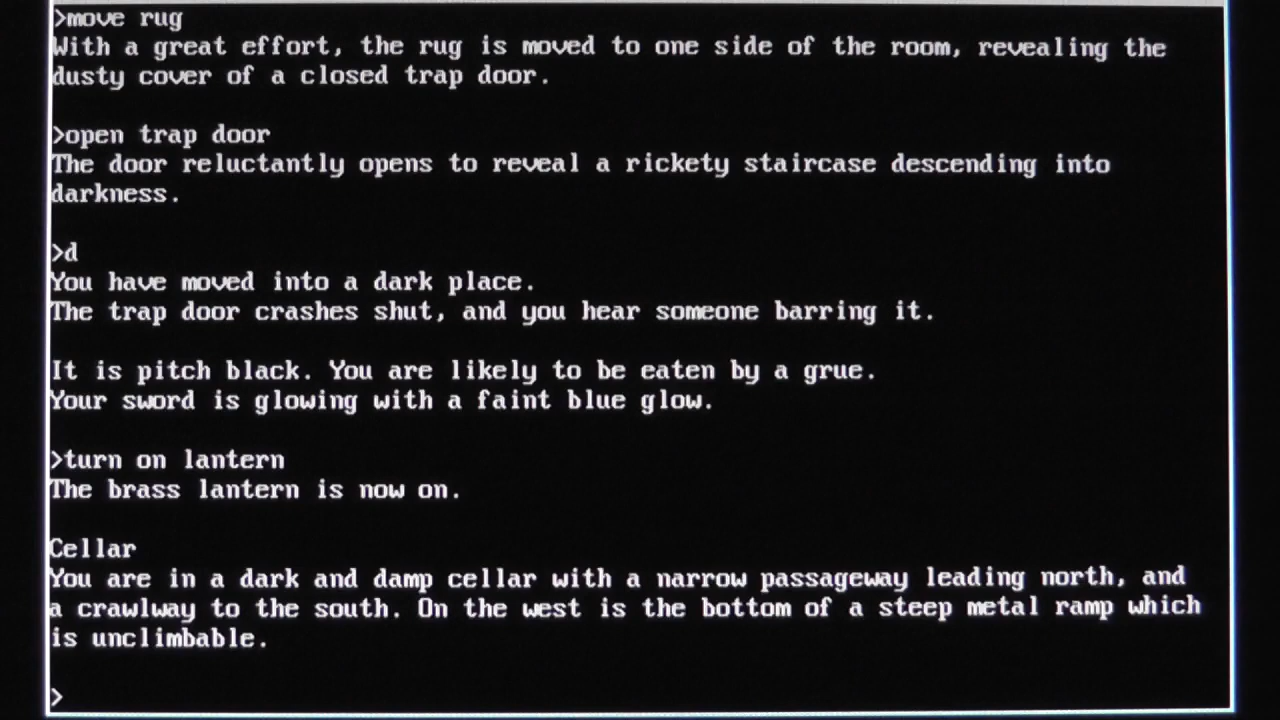 >move rug
With a great effort, the rug is moved to one side of the room, revealing the
dusty cover of a closed trap door.
>open trap door
The door reluctantly opens to reveal a rickety staircase descending into
darkness.
>d
You have moved into a dark place.
The trap door crashes shut, and you hear someone barring it.
It is pitch black. You are likely to be eaten by a grue.
Your sword is glowing with a faint blue glow.
>turn on lantern
The brass lantern is now on.
Cellar
You are in a dark and damp cellar with a narrow passageway leading north, and
a crawlway to the south. On the west is the bottom of a steep metal ramp which
is unclimbable.
>